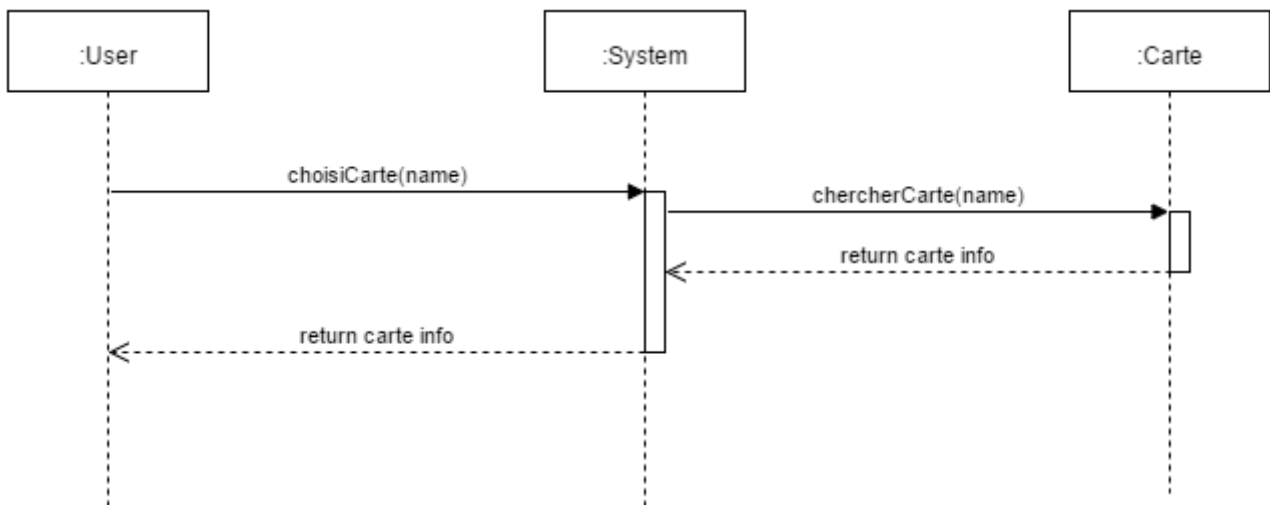 :User
:System
:Carte
choisiCarte(name)
chercherCarte(name)
return carte info
return carte info